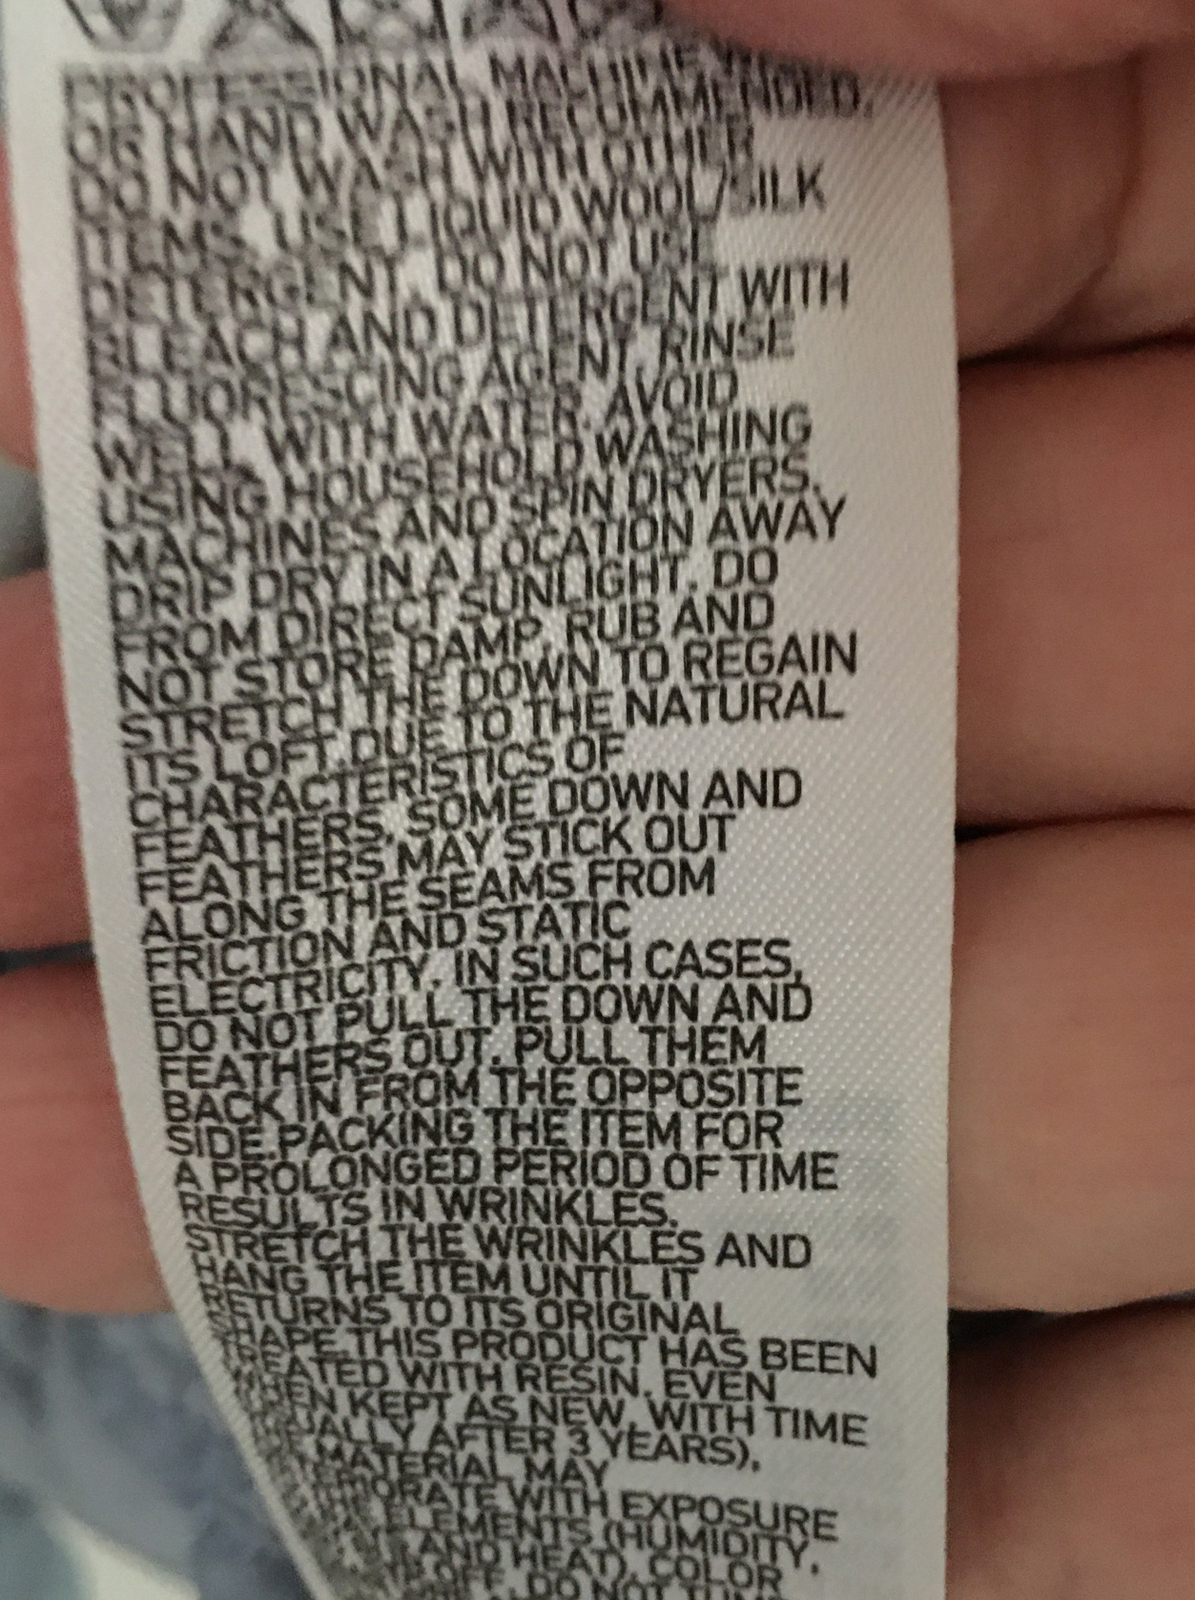 PROFESSIONAL MACHINE
OR HAND WASH RECOMMENDED.
DO NOT WASH WITH OTHER
ITEMS. USE LIQUID WOOL/SILK
DETERGENT. DO NOT USE
BLEACH AND DETERGENT WITH
FLUORESCING AGENT. RINSE
WELL WITH WATER. AVOID
USING HOUSEHOLD WASHING
MACHINES AND SPIN DRYERS.
DRIP DRY IN A LOCATION AWAY
FROM DIRECT SUNLIGHT. DO
NOT STORE DAMP. RUB AND
STRETCH THE DOWN TO REGAIN
ITS LOFT.DUE TO THE NATURAL
CHARACTERISTICS OF
FEATHERS, SOME DOWN AND
FEATHERS MAY STICK OUT
ALONG THE SEAMS FROM
FRICTION AND STATIC
ELECTRICITY. IN SUCH CASES,
DO NOT PULL THE DOWN AND
FEATHERS OUT. PULL THEM
BACK IN FROM THE OPPOSITE
SIDE.PACKING THE ITEM FOR
A PROLONGED PERIOD OF TIME
RESULTS IN WRINKLES.
STRETCH THE WRINKLES AND
HANG THE ITEM UNTIL IT
RETURNS TO ITS ORIGINAL
SHAPE.THIS PRODUCT HAS BEEN
TREATED WITH RESIN. EVEN
WHEN KEPT AS NEW, WITH TIME
(USUALLY AFTER 3 YEARS),
THE MATERIAL MAY
DETERIORATE WITH EXPOSURE
THE ELEMENTS (HUMIDITY,
AND HEAT). COLOR
OFF. DO NOT